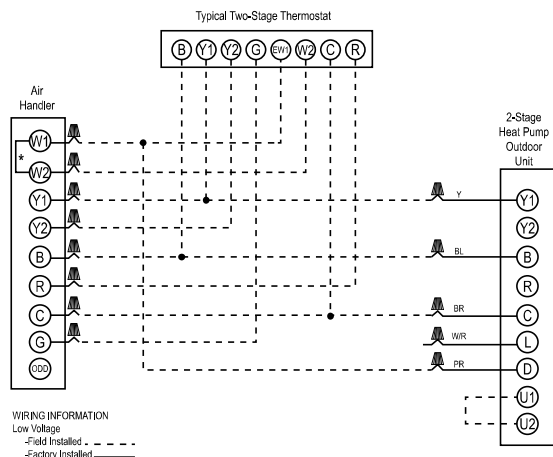 Typical Two-Stage Thermostat
B Y1 Y2 G EW1 W2 C R
Air
Handler
W1
*
W2
Y1
Y2
B
R
C
G
ODD
2-Stage
Heat Pump
Outdoor
Unit
Y Y1
Y2
BL B
R
BR C
W/R L
PR D
U1
U2
WIRING INFORMATION
Low Voltage
-Field Installed
-Factory Installed